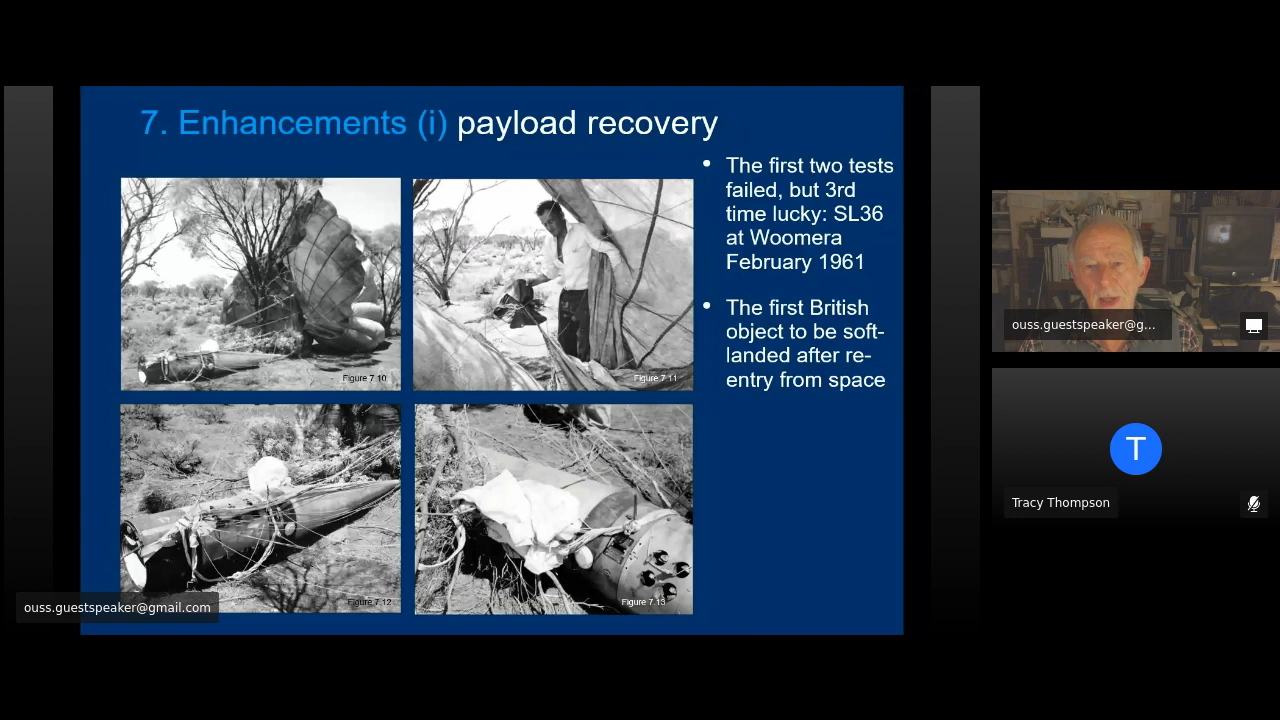 7. Enhancements (i) payload recovery
The first two tests
failed, but 3rd
time lucky: SL36
at Woomera
February 1961
The first British
object to be soft-
landed after re-
entry from space
Figure 7.10
Figure 7.11
Figure 7.12
Figure 7.13
ouss.guestspeaker@gmail.com
ouss.guestspeaker@g...
T
Tracy Thompson